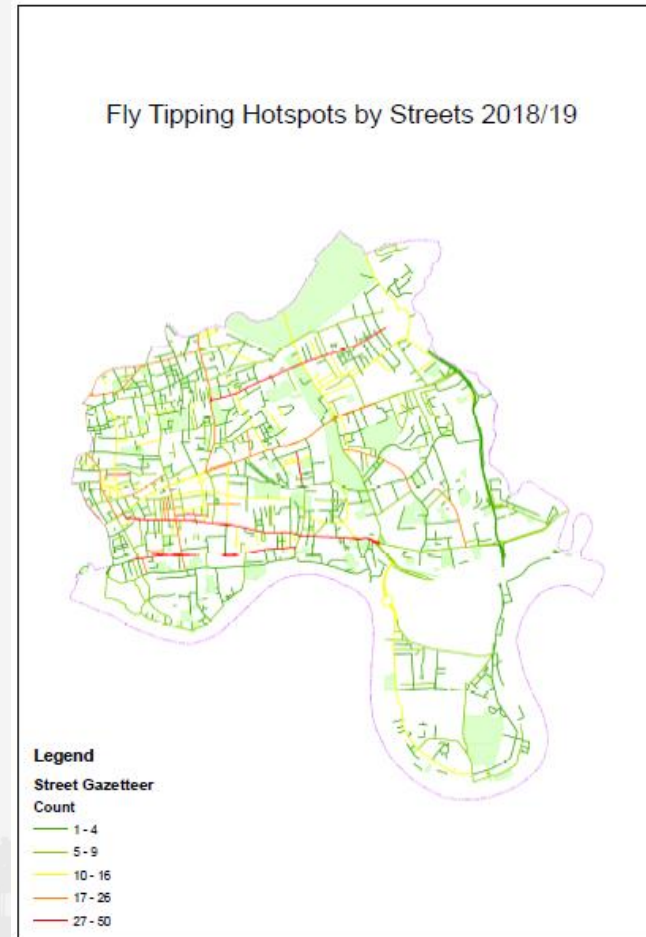 Fly Tipping Hotspots by Streets 2018/19
Legend
Street Gazetteer
Count
1 - 4
5 - 9
10 - 16
17 - 26
27 - 50